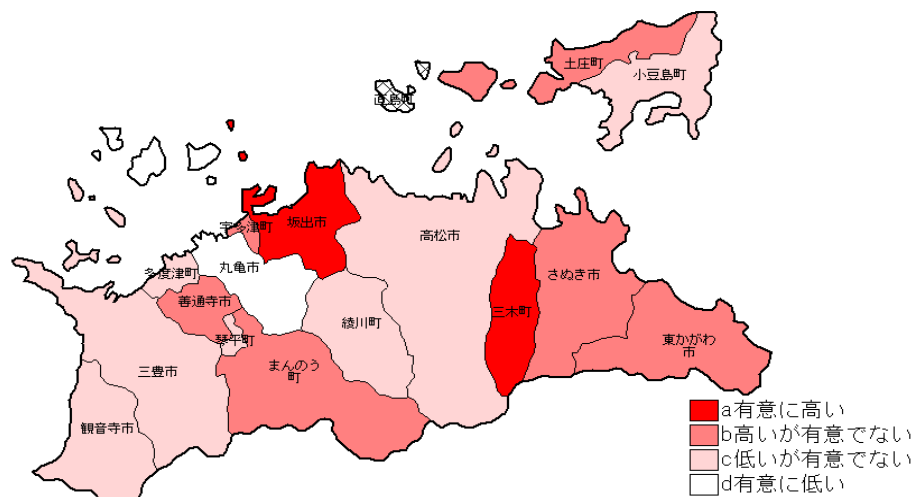 土庄町
小豆島町
直島町
坂出市
宇多津町
高松市
丸亀市
多度津町
さぬき市
善通寺市
三木町
綾川町
琴平町
東かがわ
市
まんのう
町
三豊市
観音寺市
a有意に高い
b高いが有意でない
c低いが有意でない
d有意に低い